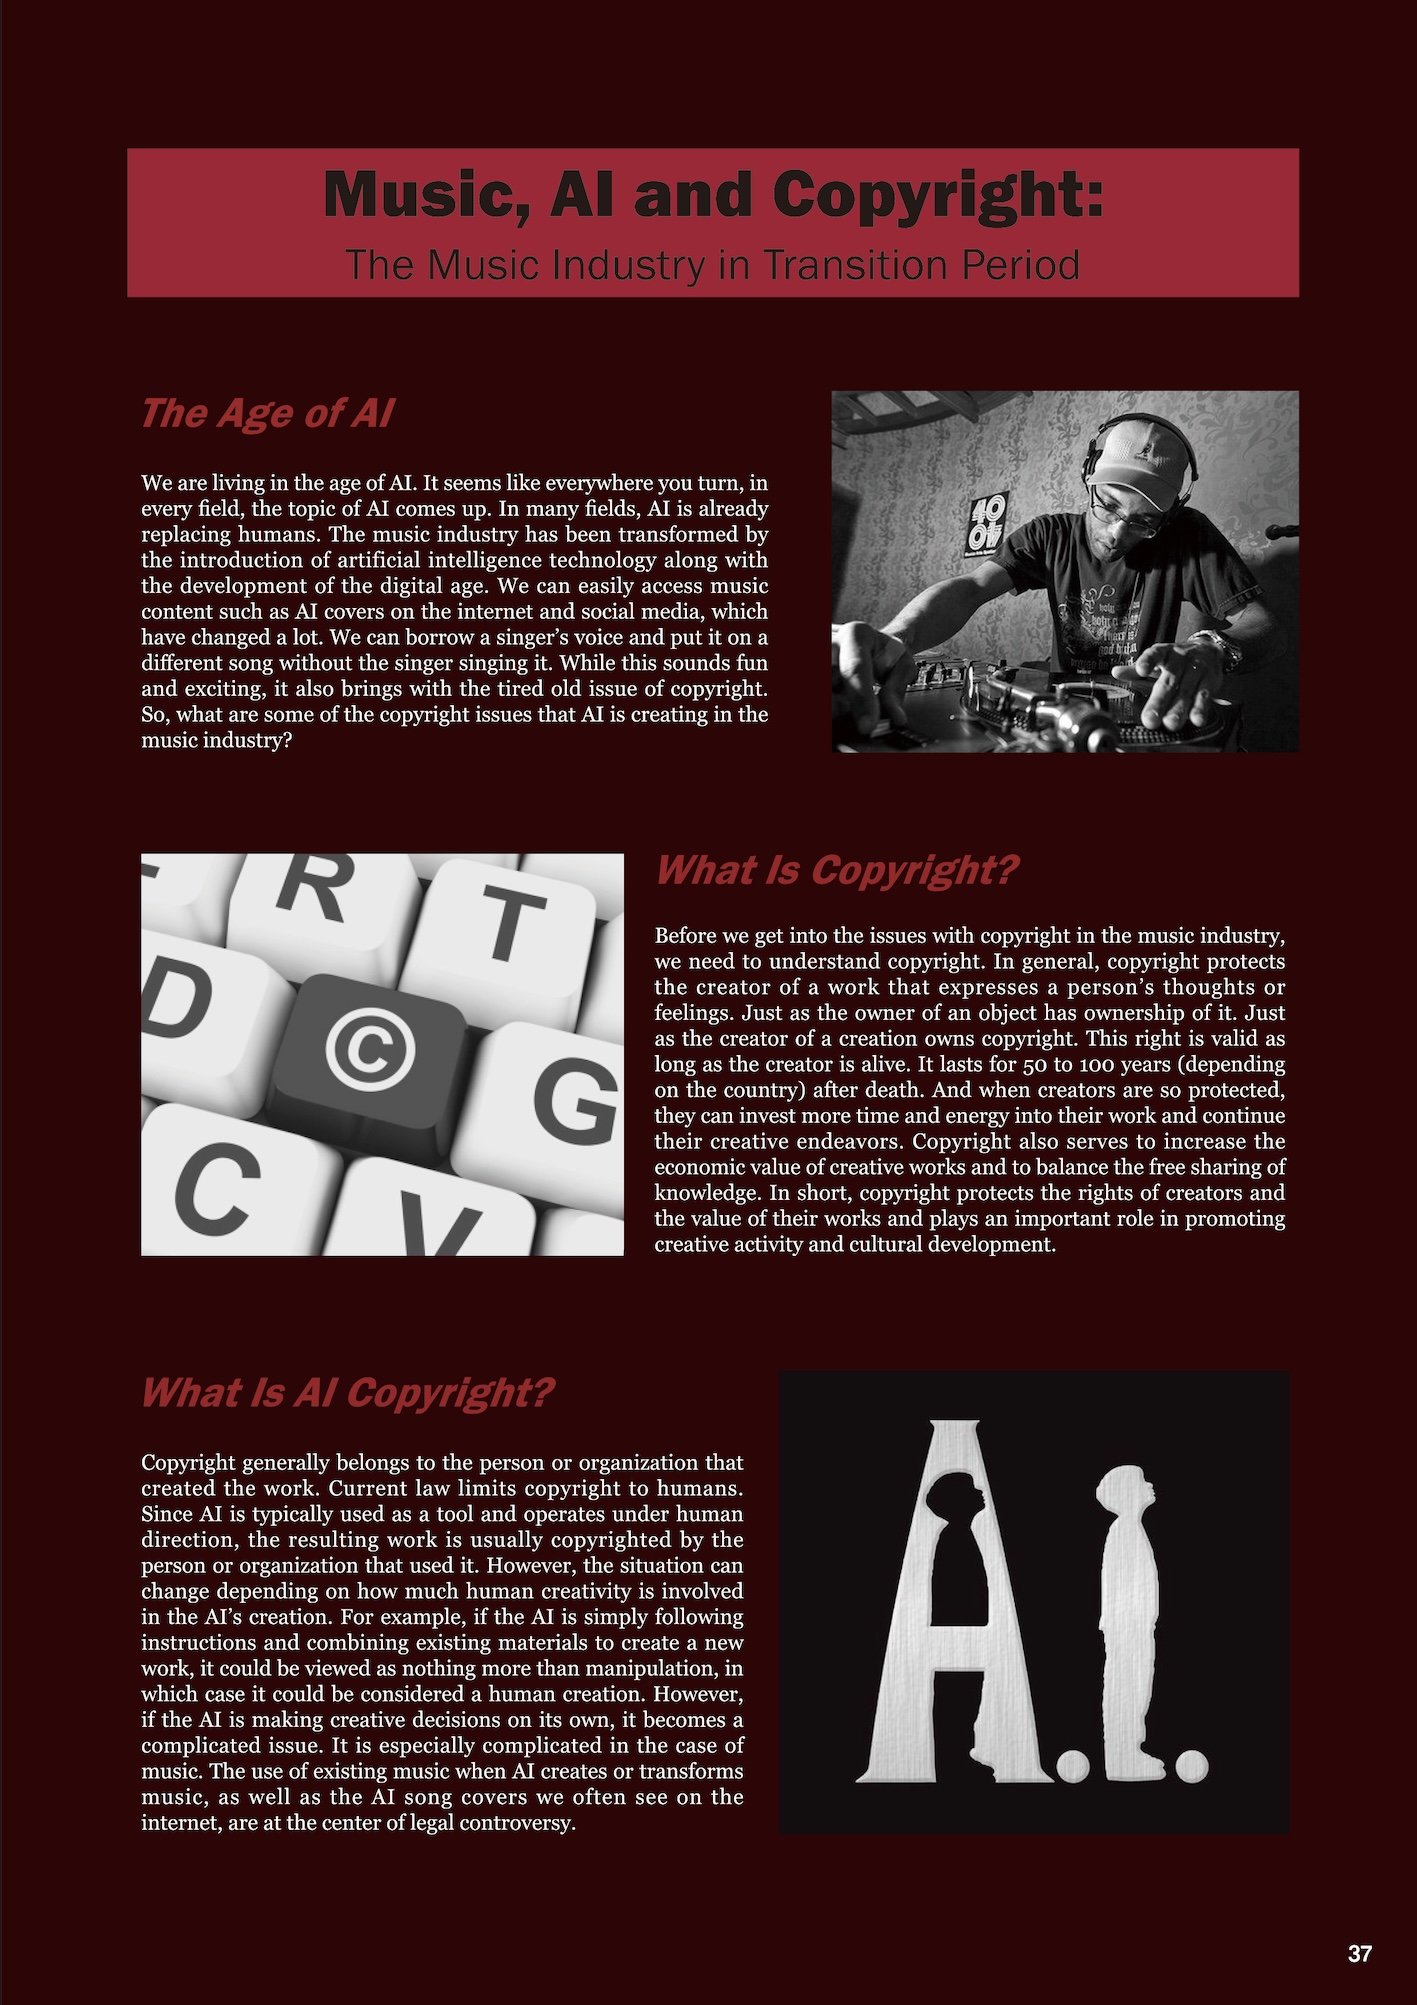 Music, AI and Copyright:
The Music Industry in Transition Period
The Age of AI
We are living in the age of AI. It seems like everywhere you turn, in
every field, the topic of AI comes up. In many fields, AI is already
replacing humans. The music industry has been transformed by
the introduction of artificial intelligence technology along with
the development of the digital age. We can easily access music
content such as AI covers on the internet and social media, which
have changed a lot. We can borrow a singer’s voice and put it on a
different song without the singer singing it. While this sounds fun
and exciting, it also brings with the tired old issue of copyright.
So, what are some of the copyright issues that AI is creating in the
music industry?
R T
D © G
C V
What Is Copyright?
Before we get into the issues with copyright in the music industry,
we need to understand copyright. In general, copyright protects
the creator of a work that expresses a person’s thoughts or
feelings. Just as the owner of an object has ownership of it. Just
as the creator of a creation owns copyright. This right is valid as
long as the creator is alive. It lasts for 50 to 100 years (depending
on the country) after death. And when creators are so protected,
they can invest more time and energy into their work and continue
their creative endeavors. Copyright also serves to increase the
economic value of creative works and to balance the free sharing of
knowledge. In short, copyright protects the rights of creators and
the value of their works and plays an important role in promoting
creative activity and cultural development.
What Is AI Copyright?
Copyright generally belongs to the person or organization that
created the work. Current law limits copyright to humans.
Since AI is typically used as a tool and operates under human
direction, the resulting work is usually copyrighted by the
person or organization that used it. However, the situation can
change depending on how much human creativity is involved
in the AI’s creation. For example, if the AI is simply following
instructions and combining existing materials to create a new
work, it could be viewed as nothing more than manipulation, in
which case it could be considered a human creation. However,
if the AI is making creative decisions on its own, it becomes a
complicated issue. It is especially complicated in the case of
music. The use of existing music when AI creates or transforms
music, as well as the AI song covers we often see on the
internet, are at the center of legal controversy.
A.I.
37